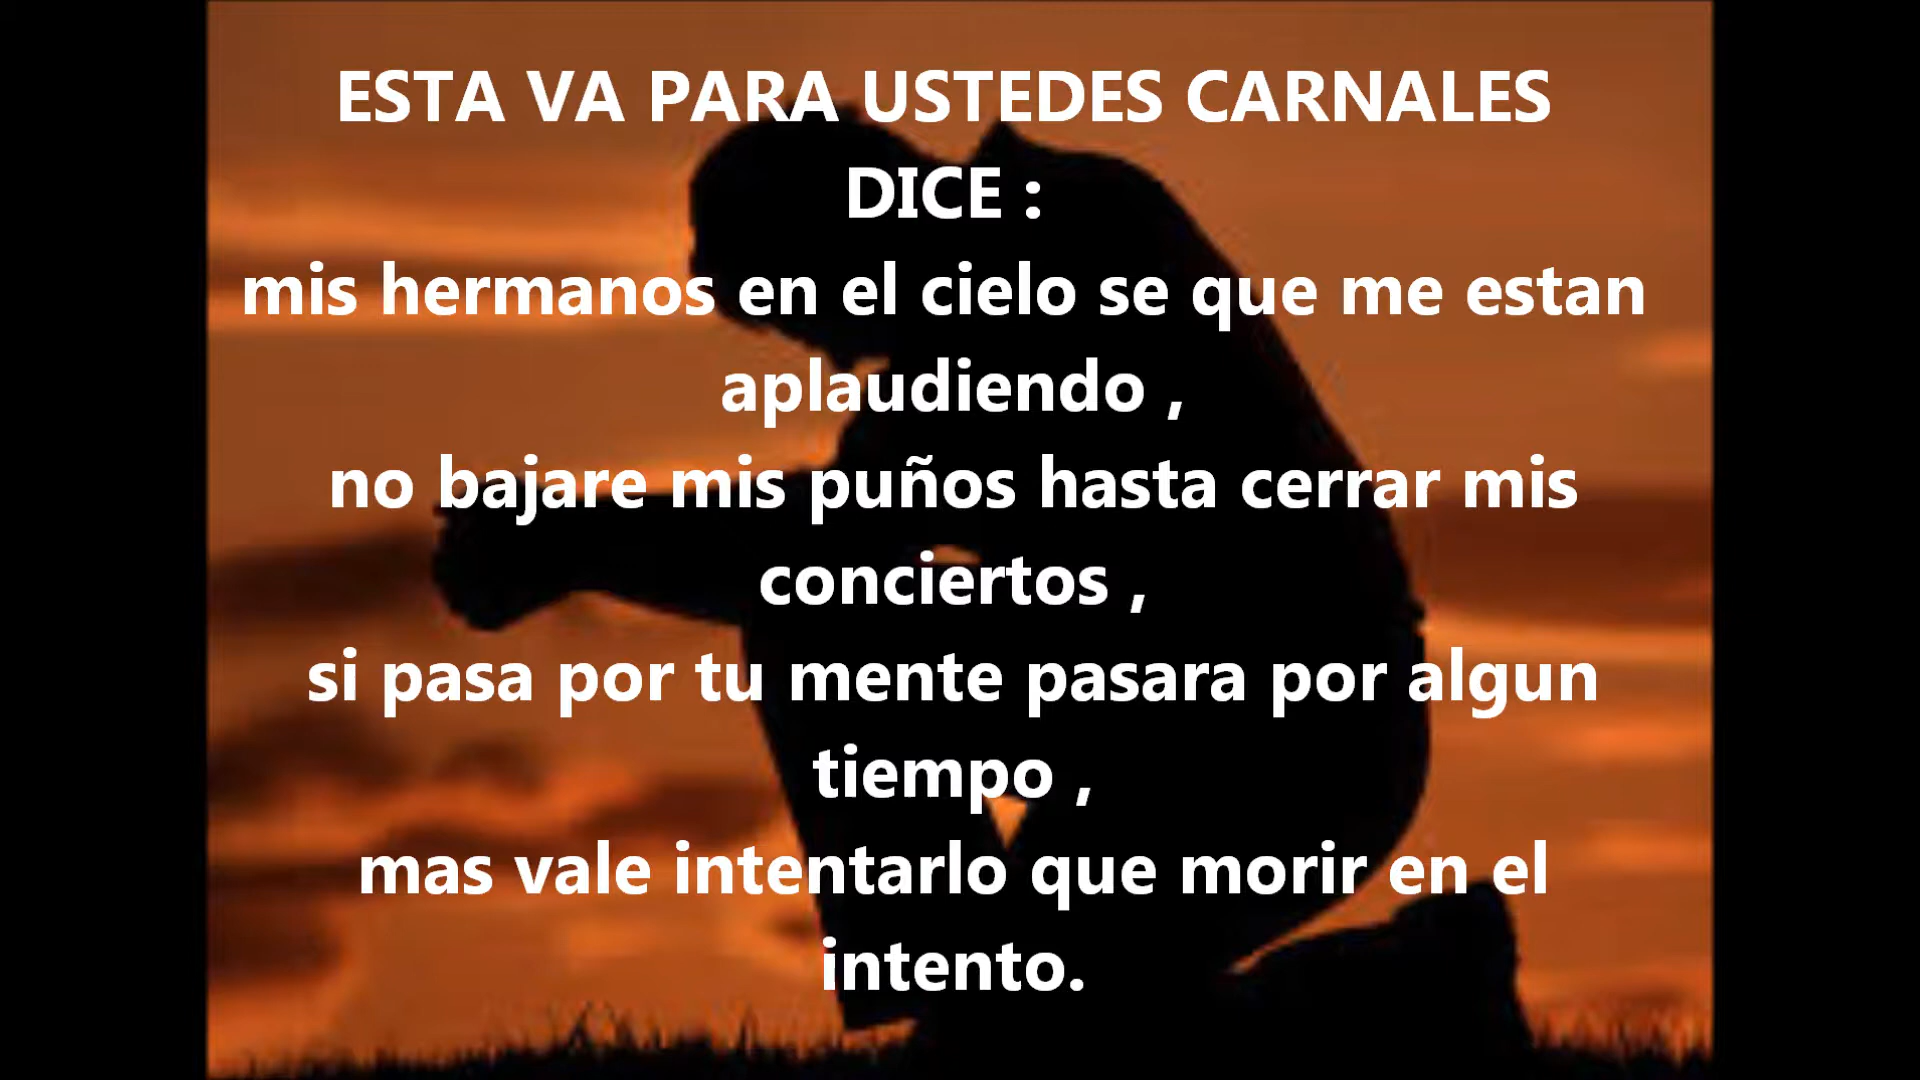 ESTA VA PARA USTEDES CARNALES
DICE :
mis hermanos en el cielo se que me estan
aplaudiendo ,
no bajare mis puños hasta cerrar mis
conciertos ,
si pasa por tu mente pasara por algun
tiempo ,
mas vale intentarlo que morir en el
intento.